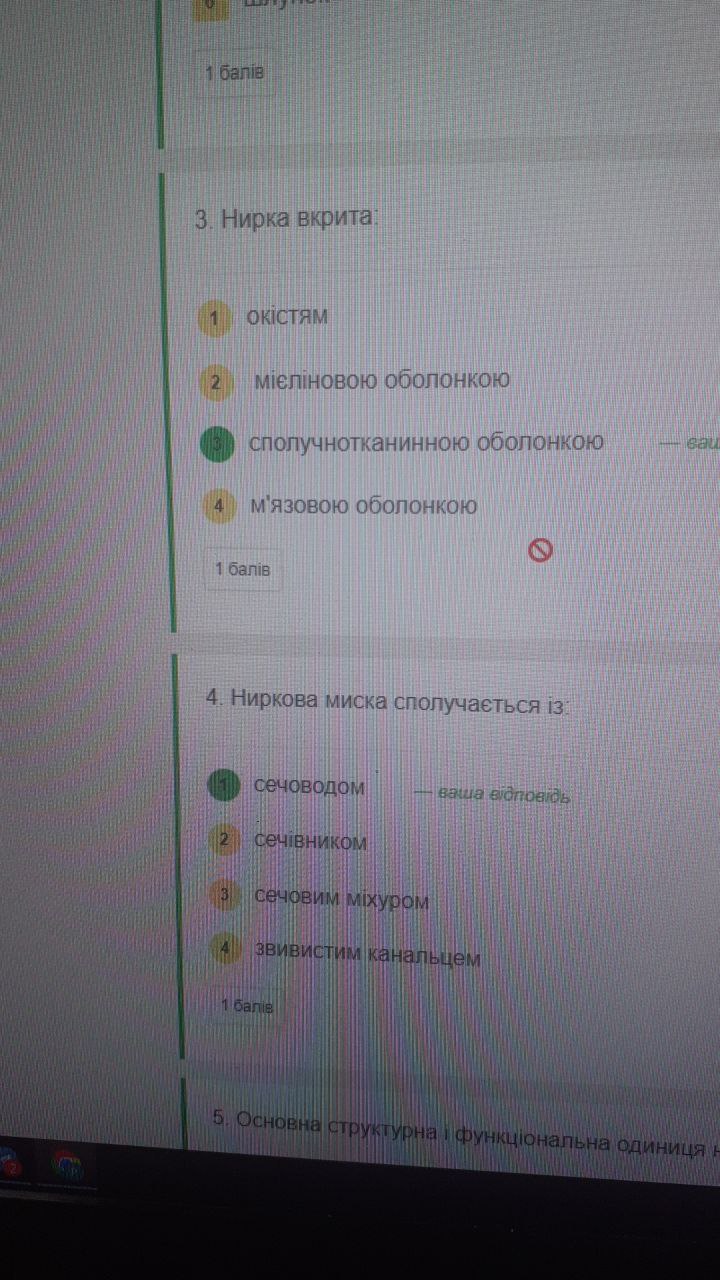 6
1 балів
3. Нирка вкрита:
1 окістям
2 мієліновою оболонкою
3 сполучнотканинною оболонкою — ваш
4 м'язовою оболонкою
1 балів
4. Ниркова миска сполучається із:
1 сечоводом — ваша відповідь
2 сечівником
3 сечовим міхуром
4 звивистим канальцем
1 балів
5. Основна структурна і функціональна одиниця н
2